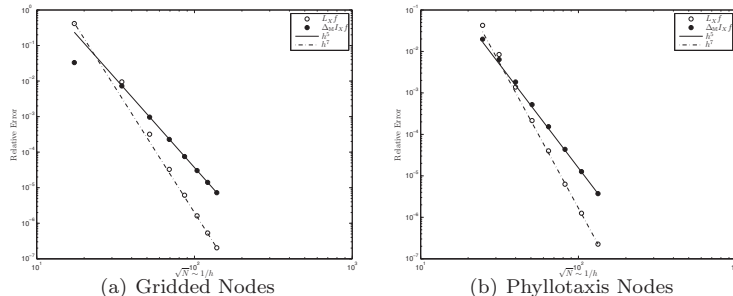 10^0
10^-1
10^-2
10^-3
10^-4
10^-5
10^-6
10^-7
Relative Error
10^1
10^2
10^3
√N ~ 1/h
L_X f
Δ_𝕄 I_X f
h^5
h^7
(a) Gridded Nodes
10^-1
10^-2
10^-3
10^-4
10^-5
10^-6
10^-7
Relative Error
10^1
10^2
10^3
√N ~ 1/h
L_X f
Δ_𝕄 I_X f
h^5
h^7
(b) Phyllotaxis Nodes